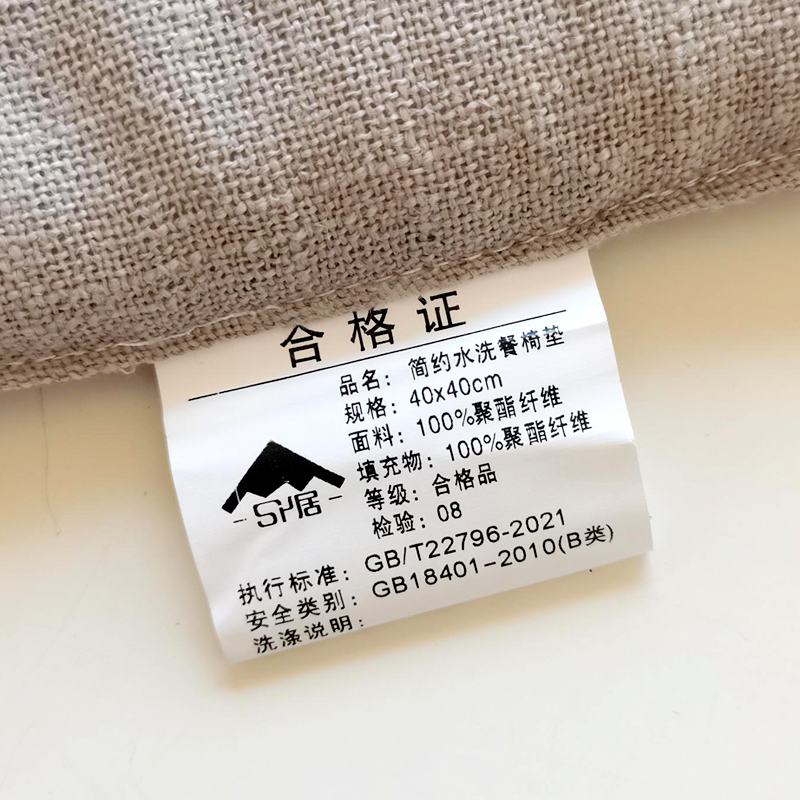 合格证
品名：简约水洗餐椅垫
规格：40x40cm
面料：100%聚酯纤维
填充物：100%聚酯纤维
等级：合格品
检验：08
SY居
执行标准：GB/T22796-2021
安全类别：GB18401-2010(B类)
洗涤说明：